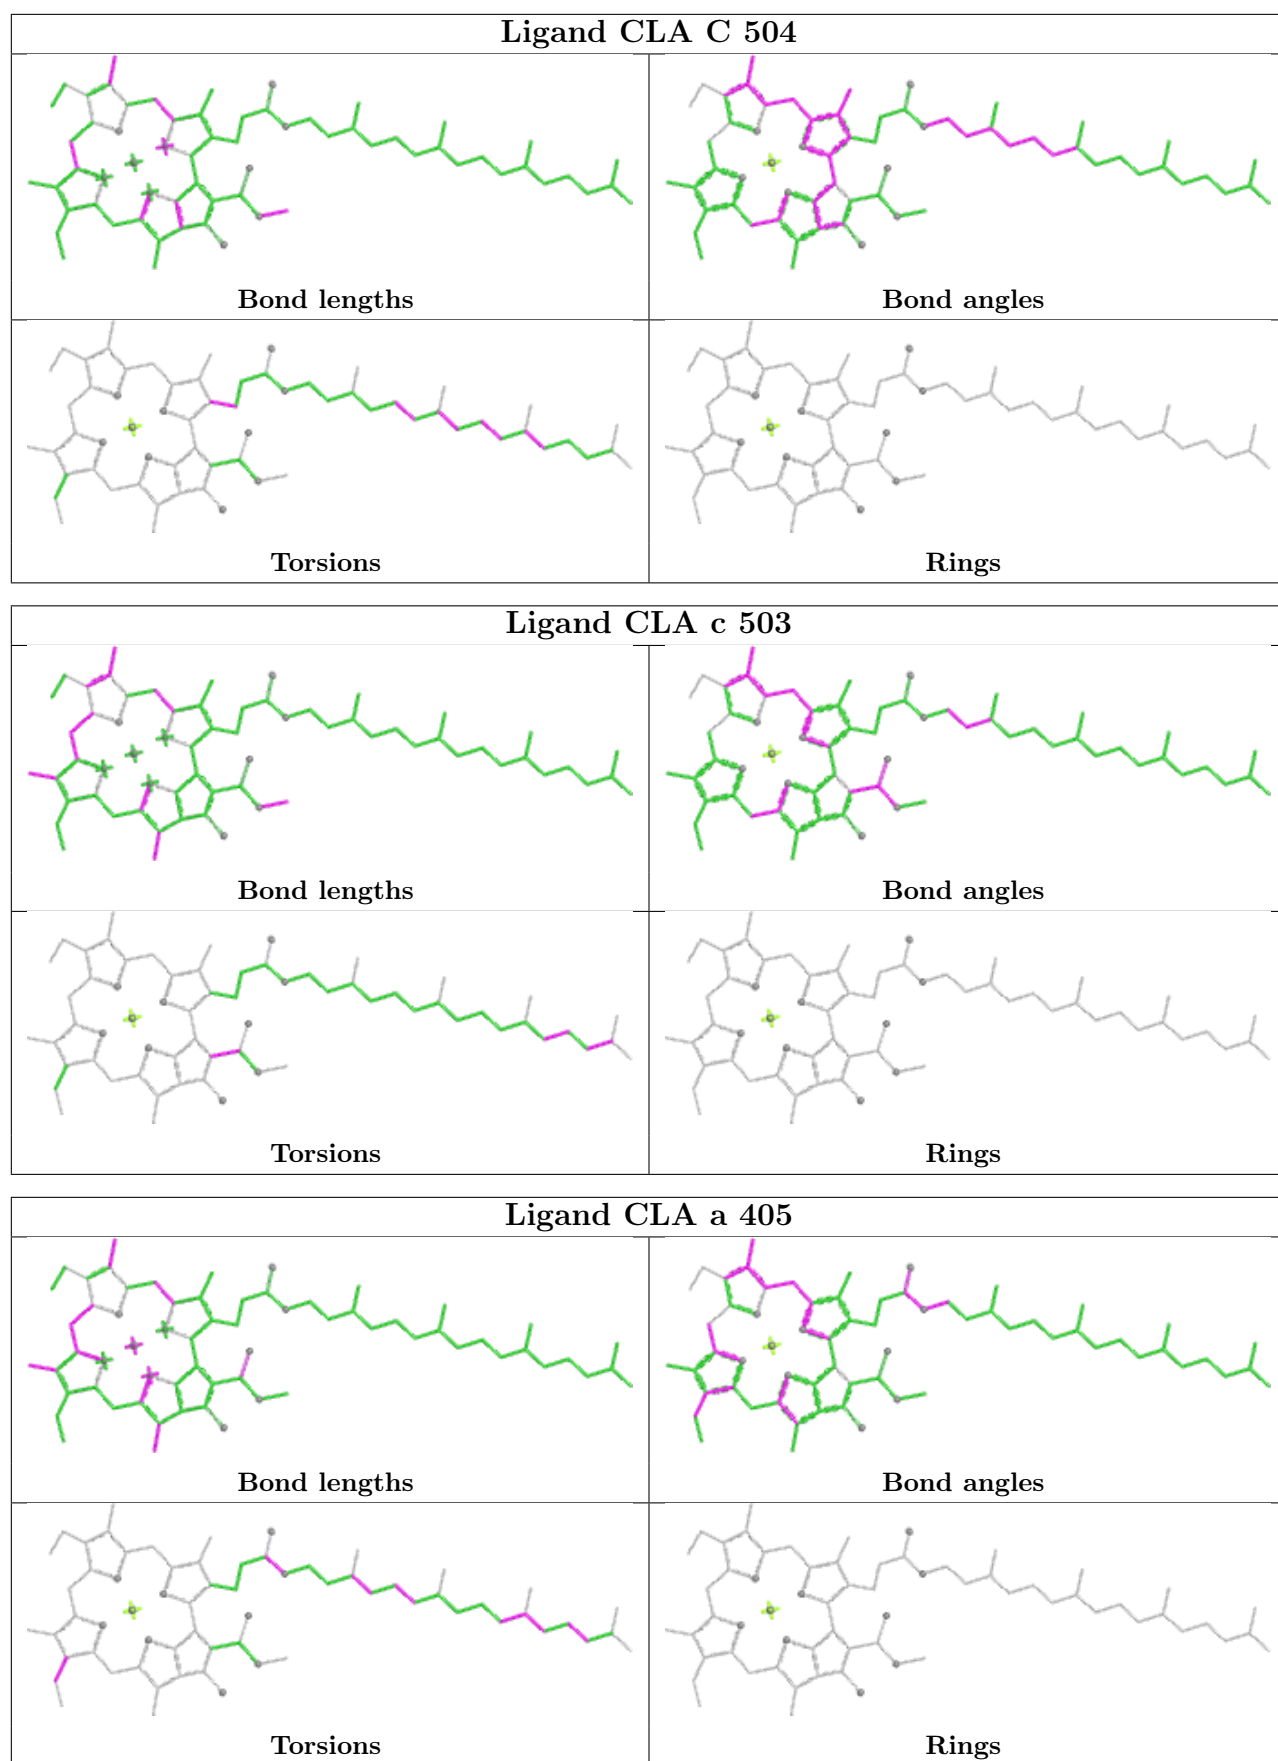 Ligand CLA C 504
Bond lengths
Bond angles
Torsions
Rings
Ligand CLA c 503
Bond lengths
Bond angles
Torsions
Rings
Ligand CLA a 405
Bond lengths
Bond angles
Torsions
Rings